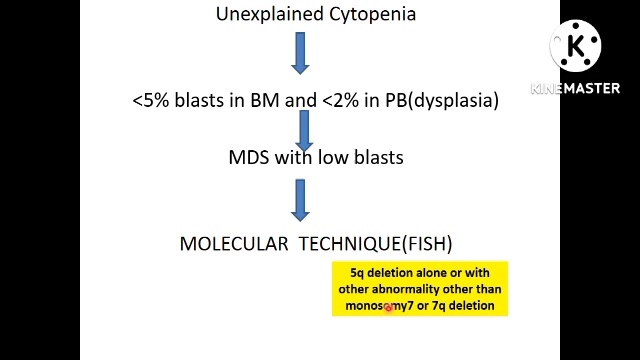 Unexplained Cytopenia
K
KINEMASTER
<5% blasts in BM and <2% in PB(dysplasia)
MDS with low blasts
MOLECULAR TECHNIQUE(FISH)
5q deletion alone or with
other abnormality other than
monosomy7 or 7q deletion